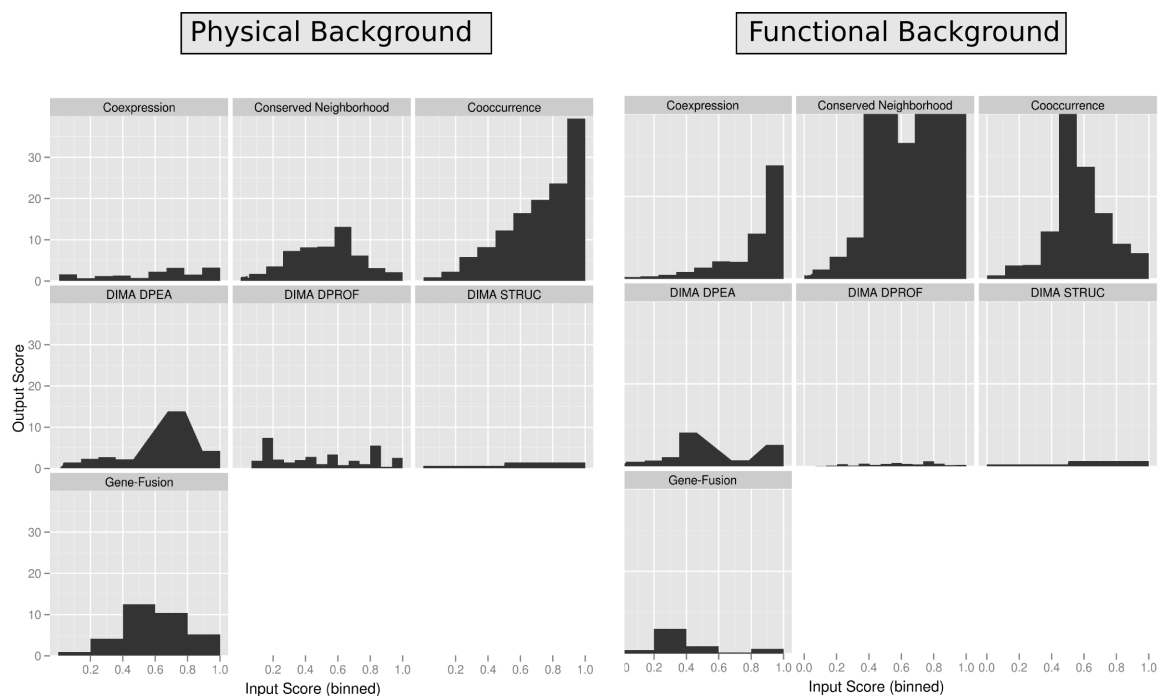 Physical Background
Functional Background
Coexpression
Conserved Neighborhood
Cooccurrence
30
20
10
0
DIMA DPEA
DIMA DPROF
DIMA STRUC
30
20
10
0
Gene-Fusion
30
20
10
0
Output Score
0.2 0.4 0.6 0.8 1.0
0.2 0.4 0.6 0.8 1.0
0.2 0.4 0.6 0.8 1.0
Input Score (binned)
Coexpression
Conserved Neighborhood
Cooccurrence
DIMA DPEA
DIMA DPROF
DIMA STRUC
Gene-Fusion
0 0.2 0.4 0.6 0.8 1.0
0.0 0.2 0.4 0.6 0.8 1.0
0.0 0.2 0.4 0.6 0.8 1.0
Input Score (binned)